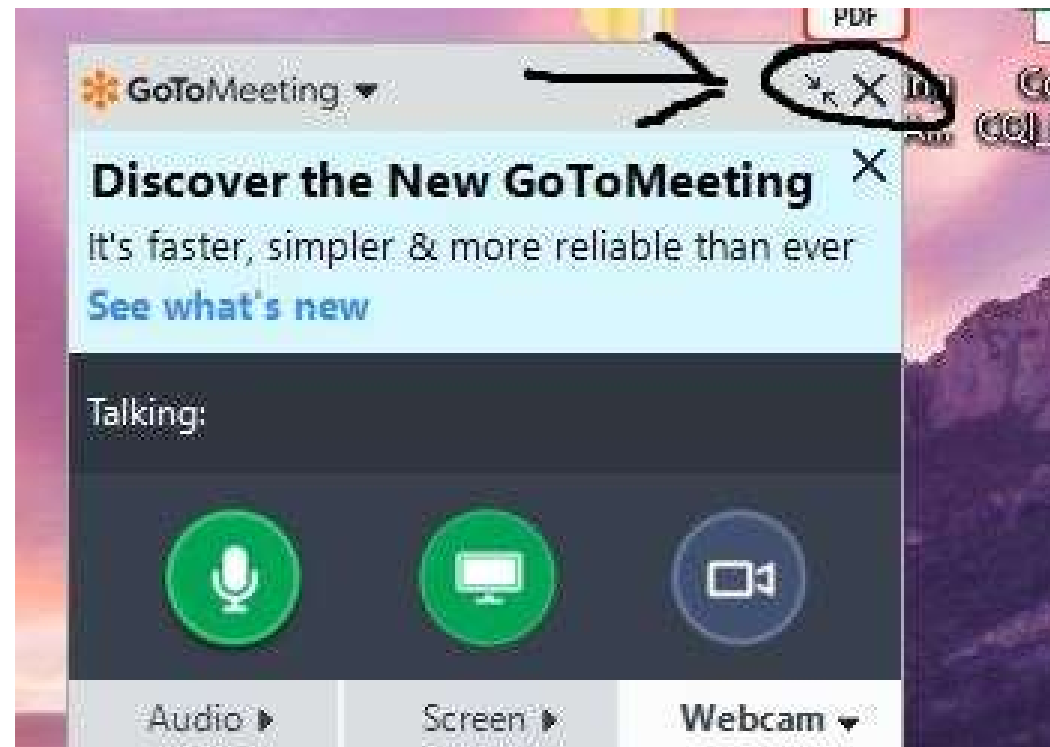 PDF
GoToMeeting
Discover the New GoToMeeting
It's faster, simpler & more reliable than ever
See what's new
Talking:
Audio
Screen
Webcam